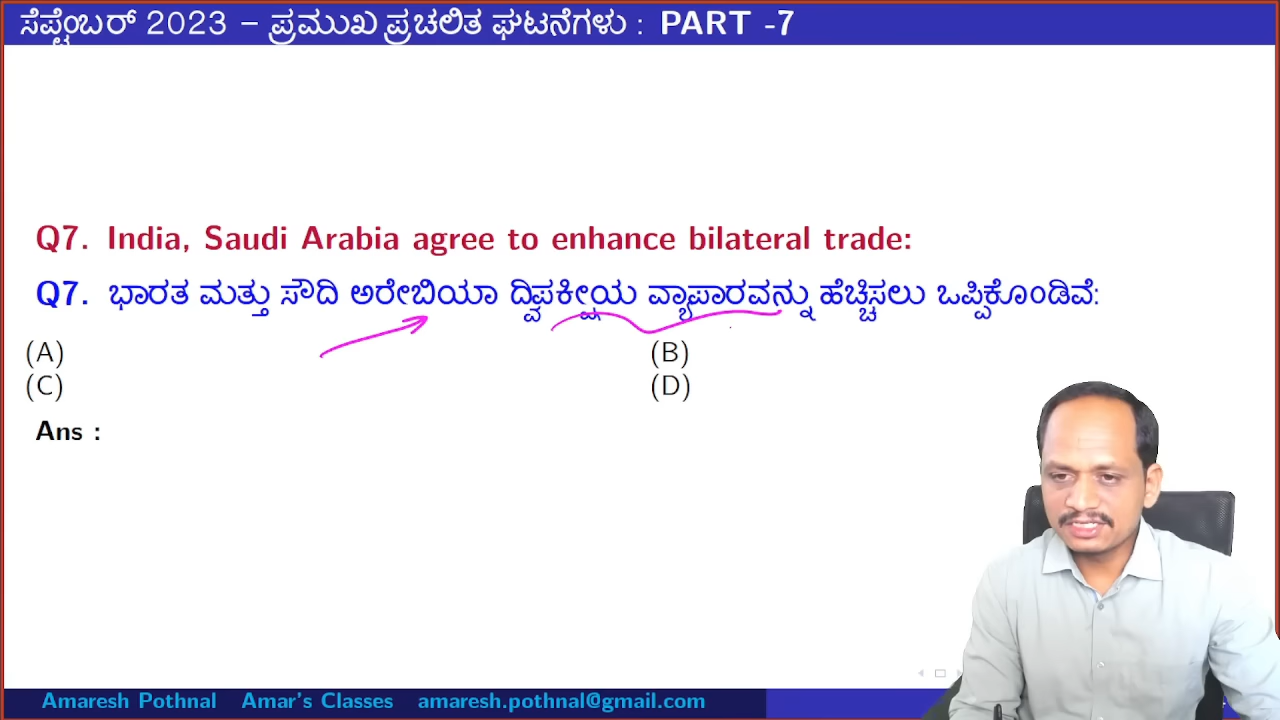 ಸೆಪ್ಟೆಂಬರ್ 2023 – ಪ್ರಮುಖ ಪ್ರಚಲಿತ ಘಟನೆಗಳು : PART -7
Q7. India, Saudi Arabia agree to enhance bilateral trade:
Q7. ಭಾರತ ಮತ್ತು ಸೌದಿ ಅರೇಬಿಯಾ ದ್ವಿಪಕ್ಷೀಯ ವ್ಯಾಪಾರವನ್ನು ಹೆಚ್ಚಿಸಲು ಒಪ್ಪಿಕೊಂಡಿವೆ:
(A) (B)
(C) (D)
Ans :
Amaresh Pothnal Amar's Classes amaresh.pothnal@gmail.com